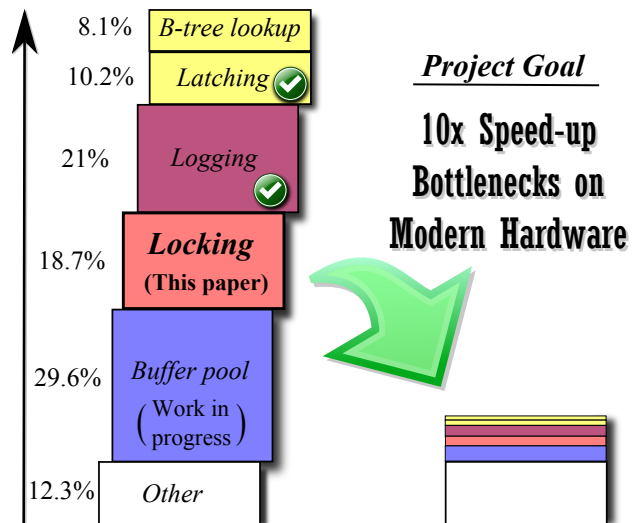 8.1%
B-tree lookup
10.2%
Latching
21%
Logging
18.7%
Locking
(This paper)
29.6%
Buffer pool
(Work in
progress)
12.3%
Other
Project Goal
10x Speed-up
Bottlenecks on
Modern Hardware